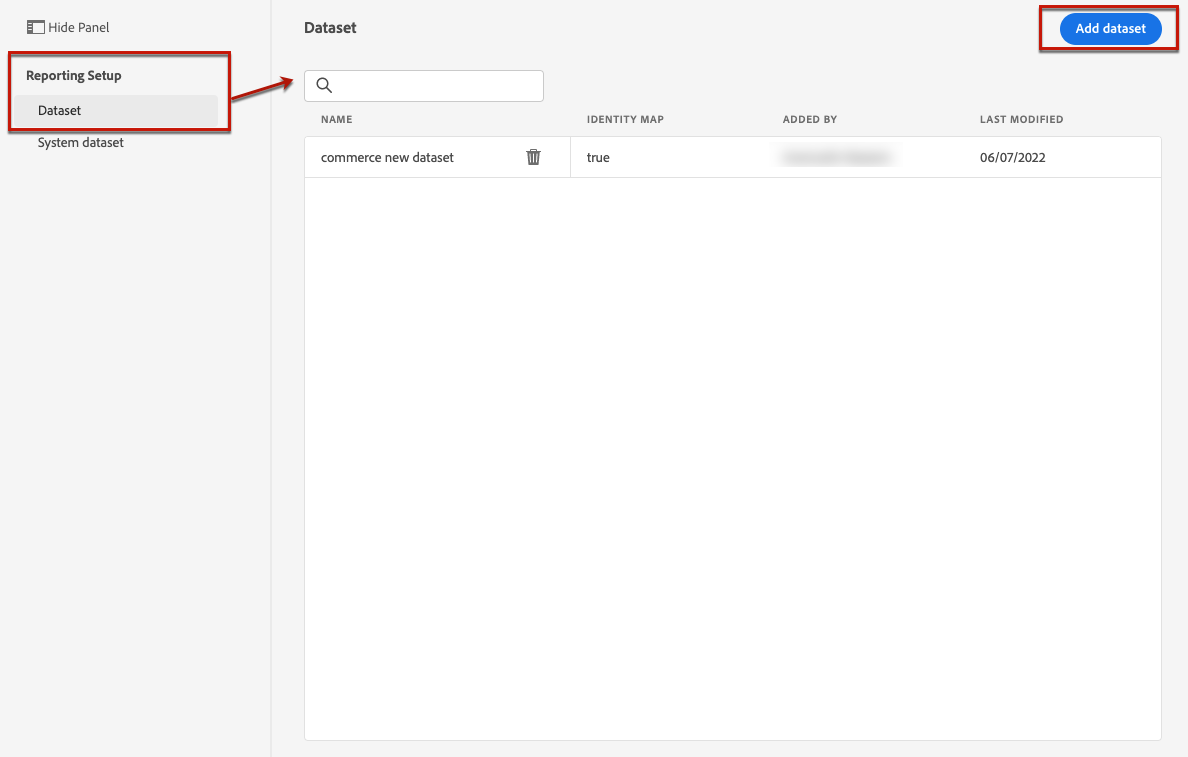 Hide Panel
Reporting Setup
Dataset
System dataset
Dataset
Add dataset
NAME IDENTITY MAP ADDED BY LAST MODIFIED
commerce new dataset true 06/07/2022